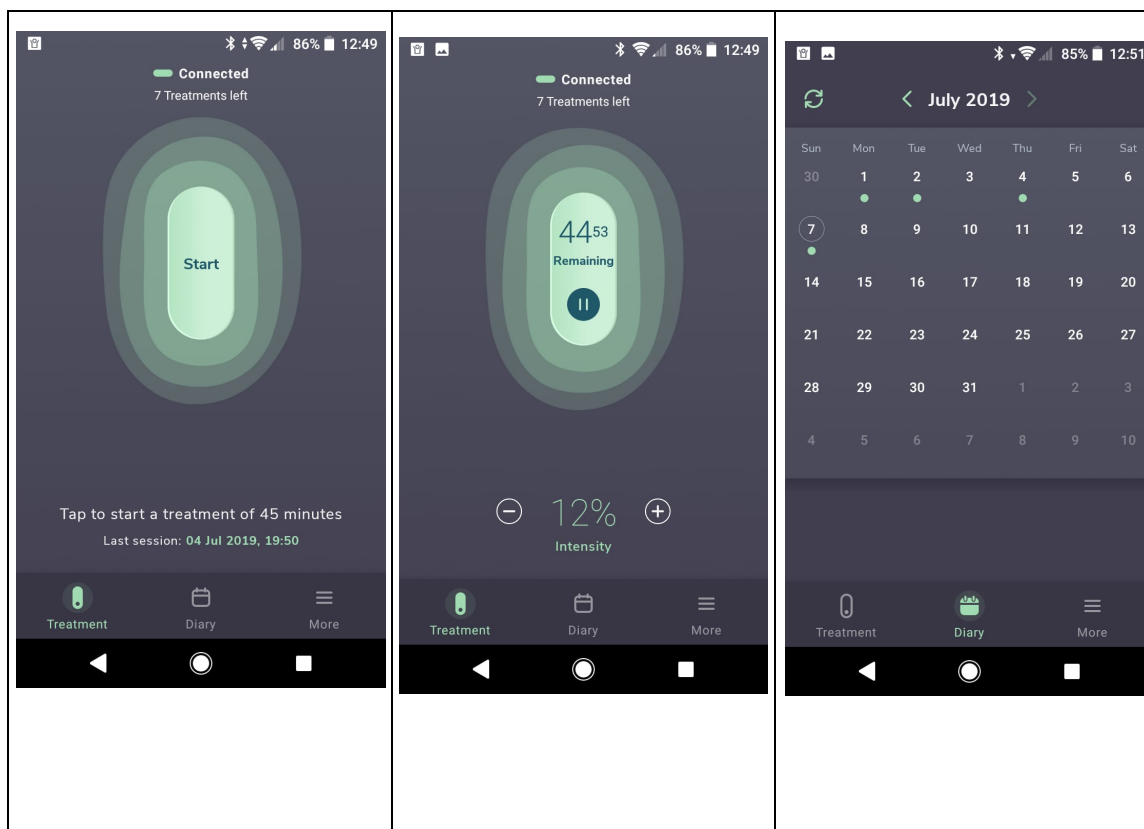 86% 12:49
Connected
7 Treatments left
Start
Tap to start a treatment of 45 minutes
Last session: 04 Jul 2019, 19:50
Treatment Diary More
86% 12:49
Connected
7 Treatments left
4453
Remaining
12%
Intensity
Treatment Diary More
85% 12:51
July 2019
Sun Mon Tue Wed Thu Fri Sat
30 1 2 3 4 5 6
7 8 9 10 11 12 13
14 15 16 17 18 19 20
21 22 23 24 25 26 27
28 29 30 31 1 2 3
4 5 6 7 8 9 10
Treatment Diary More